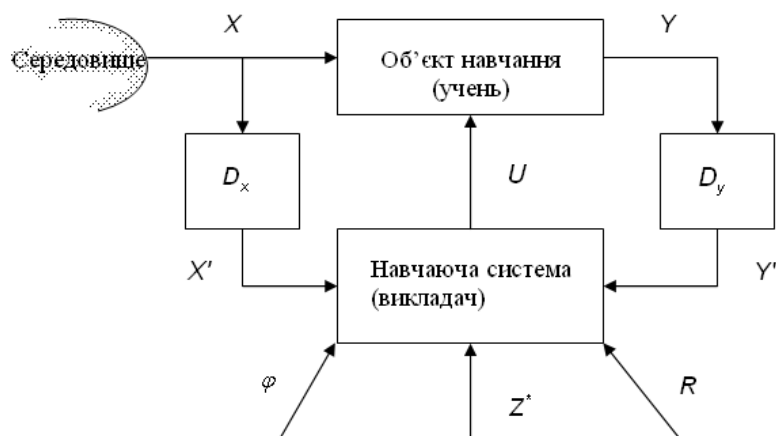 X
Y
Середовище
Об’єкт навчання
(учень)
Dx
U
Dy
X'
Навчаюча система
(викладач)
Y'
φ
Z*
R